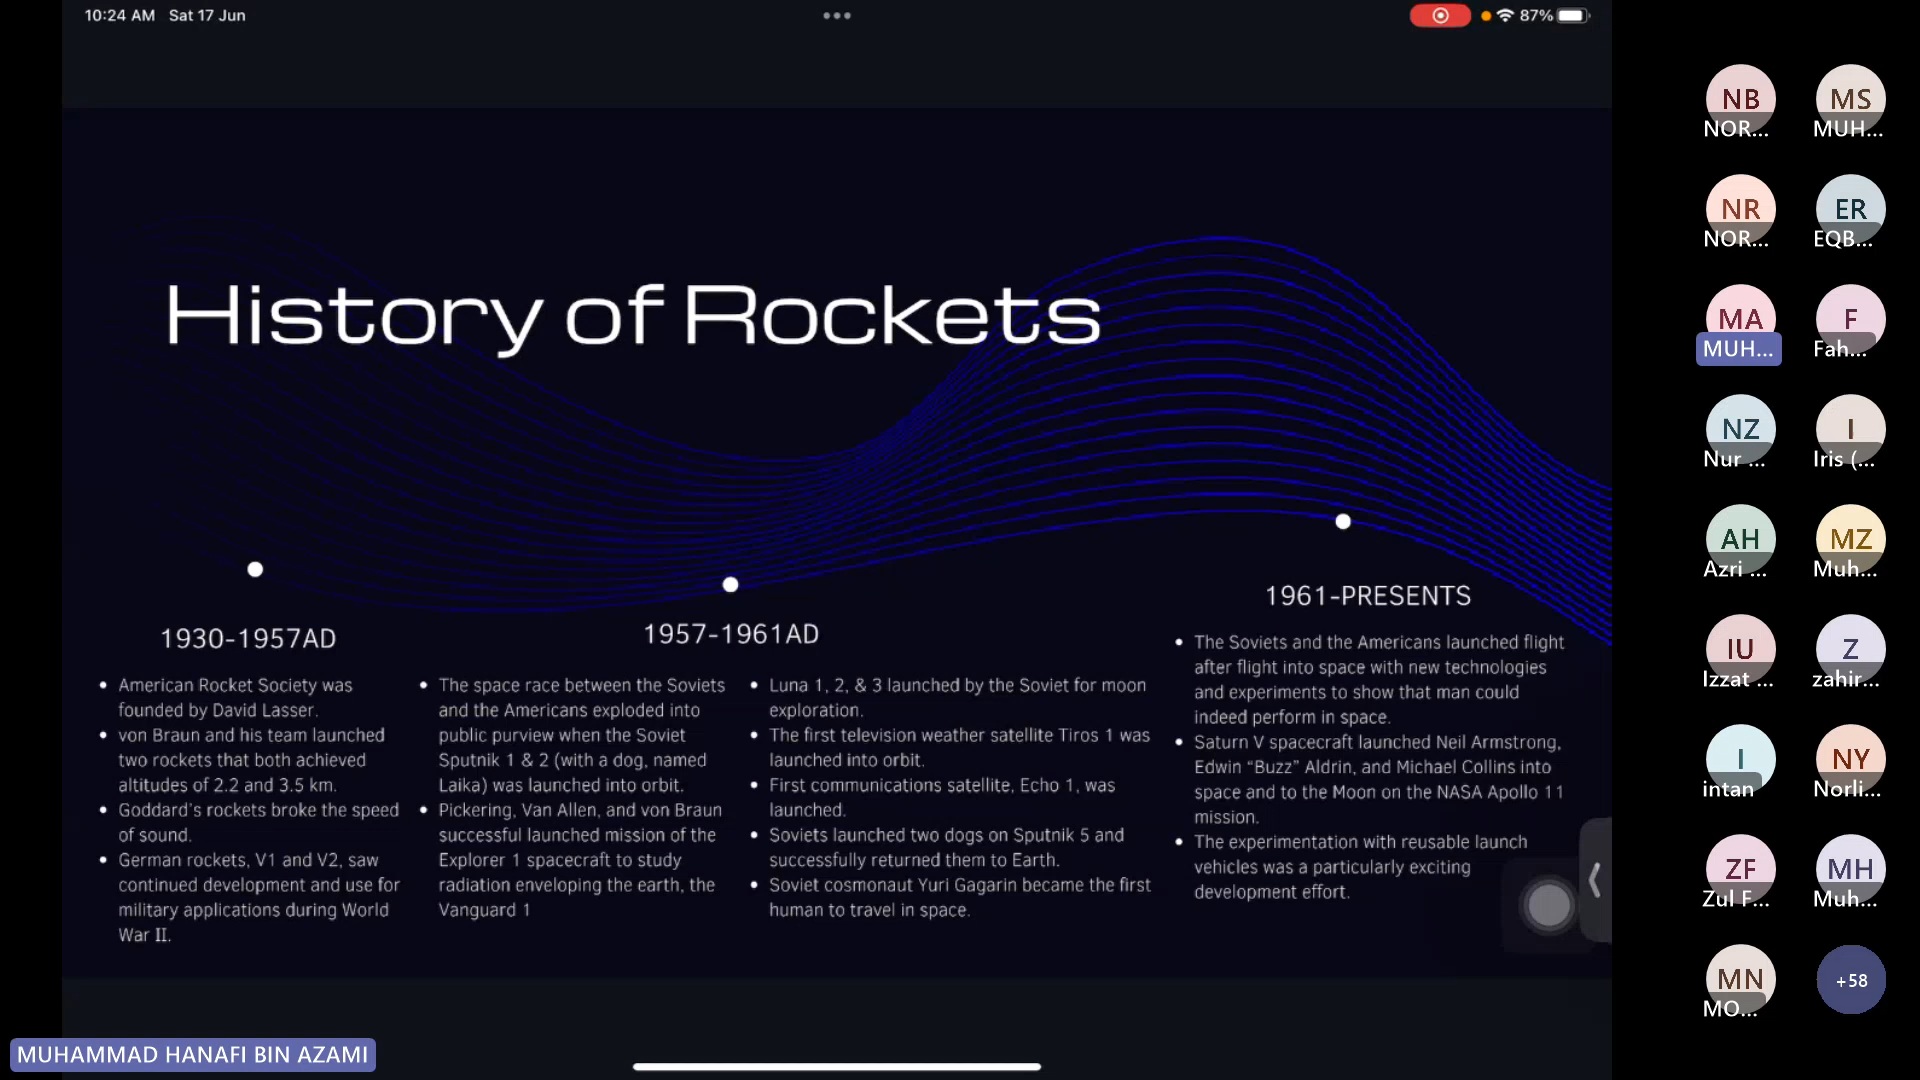 10:24 AM Sat 17 Jun
87%
History of Rockets
1930-1957AD
• American Rocket Society was
founded by David Lasser.
• von Braun and his team launched
two rockets that both achieved
altitudes of 2.2 and 3.5 km.
• Goddard's rockets broke the speed
of sound.
• German rockets, V1 and V2, saw
continued development and use for
military applications during World
War II.
1957-1961AD
• The space race between the Soviets
and the Americans exploded into
public purview when the Soviet
Sputnik 1 & 2 (with a dog, named
Laika) was launched into orbit.
• Pickering, Van Allen, and von Braun
successful launched mission of the
Explorer 1 spacecraft to study
radiation enveloping the earth, the
Vanguard 1
• Luna 1, 2, & 3 launched by the Soviet for moon
exploration.
• The first television weather satellite Tiros 1 was
launched into orbit.
• First communications satellite, Echo 1, was
launched.
• Soviets launched two dogs on Sputnik 5 and
successfully returned them to Earth.
• Soviet cosmonaut Yuri Gagarin became the first
human to travel in space.
1961-PRESENTS
• The Soviets and the Americans launched flight
after flight into space with new technologies
and experiments to show that man could
indeed perform in space.
• Saturn V spacecraft launched Neil Armstrong,
Edwin “Buzz” Aldrin, and Michael Collins into
space and to the Moon on the NASA Apollo 11
mission.
• The experimentation with reusable launch
vehicles was a particularly exciting
development effort.
MUHAMMAD HANAFI BIN AZAMI
NB MS
NOR... MUH...
NR ER
NOR... EQB...
MA F
MUH... Fah...
NZ I
Nur ... Iris (...
AH MZ
Azri ... Muh...
IU Z
Izzat ... zahir...
I NY
intan Norli...
ZF MH
Zul F... Muh...
MN +58
MO...